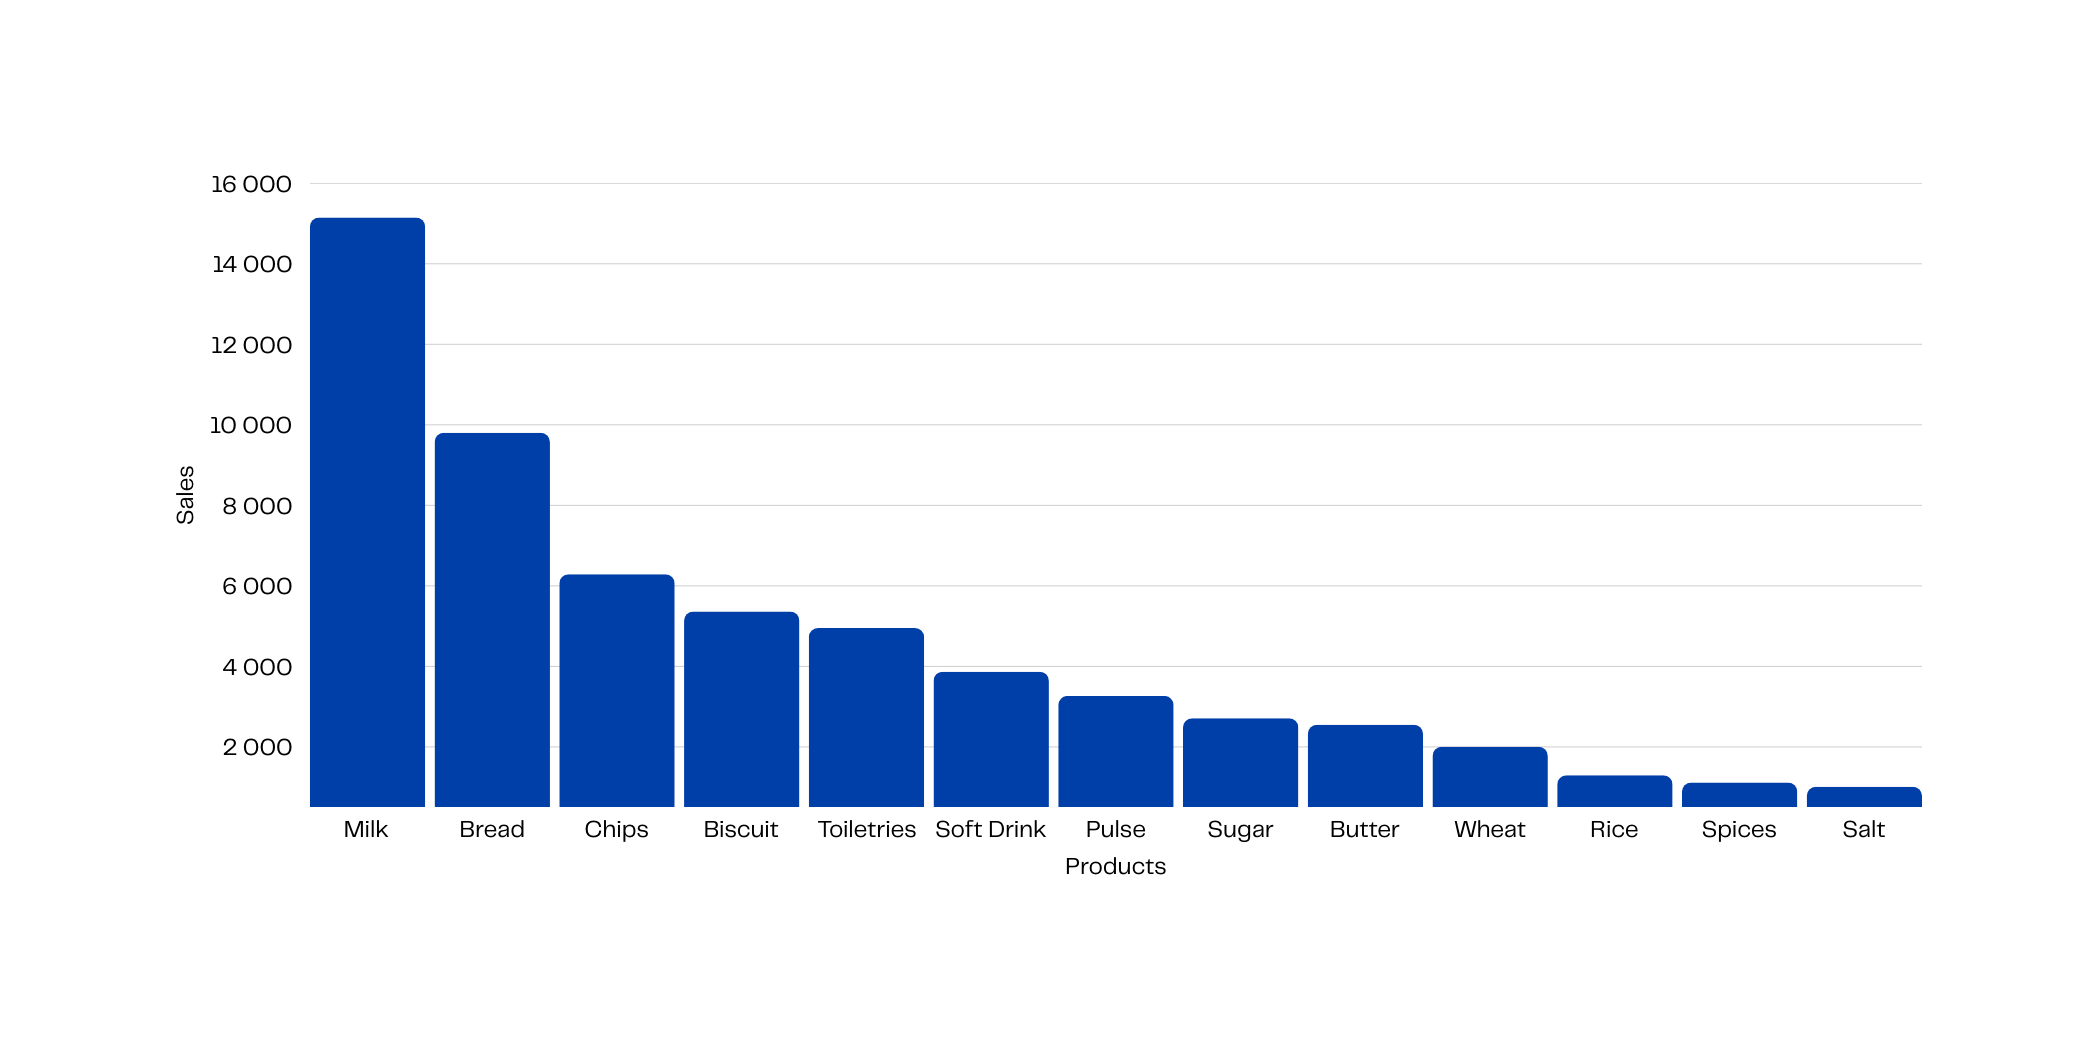 16 000
14 000
12 000
10 000
8 000
6 000
4 000
2 000
Sales
Milk Bread Chips Biscuit Toiletries Soft Drink Pulse Sugar Butter Wheat Rice Spices Salt
Products